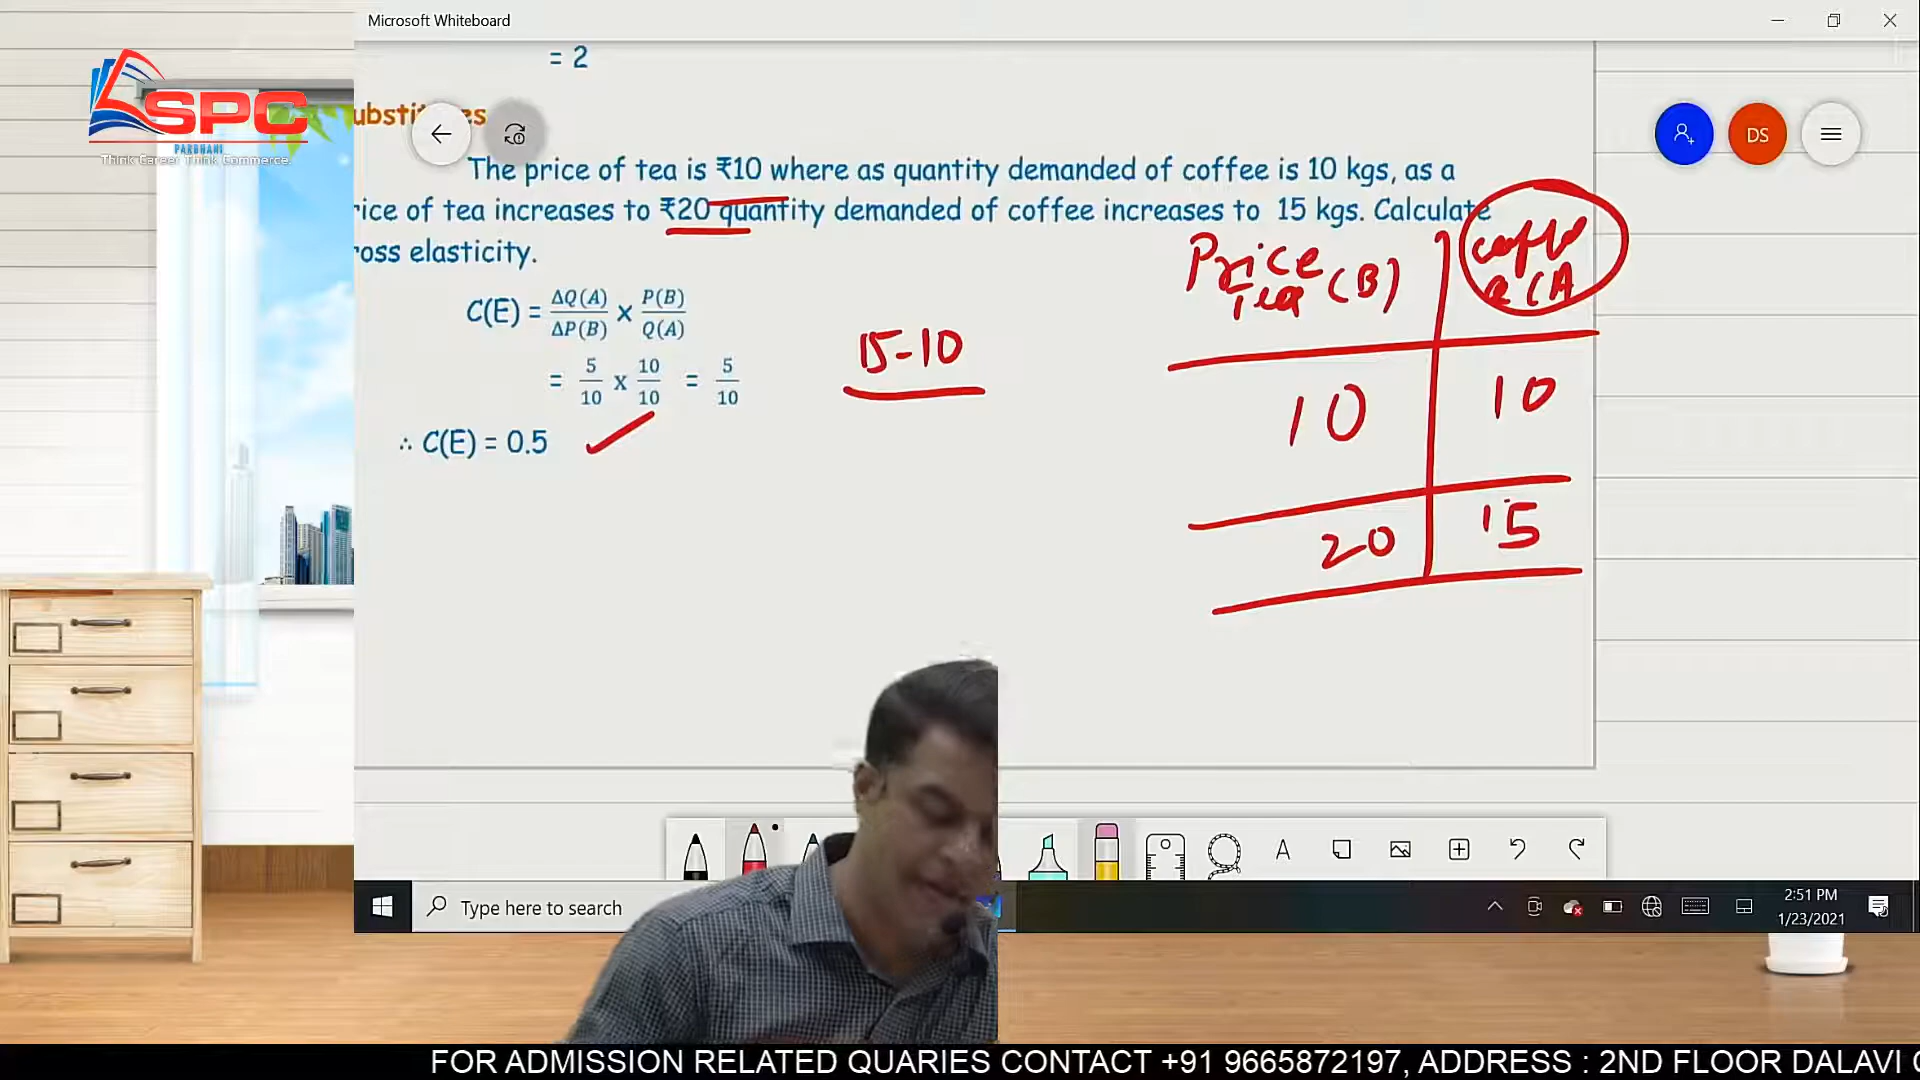 Microsoft Whiteboard
= 2
SPC
PARBHANI
Think Career Think Commerce.
ubstit es
The price of tea is ₹10 where as quantity demanded of coffee is 10 kgs, as a
rice of tea increases to ₹20 quantity demanded of coffee increases to 15 kgs. Calculate
ross elasticity.
C(E) = ΔQ(A)/ΔP(B) x P(B)/Q(A)
= 5/10 x 10/10 = 5/10
∴ C(E) = 0.5
15-10
Price
Tea (B)
10 10
20 15
DS
A
Type here to search
2:51 PM
1/23/2021
FOR ADMISSION RELATED QUARIES CONTACT +91 9665872197, ADDRESS : 2ND FLOOR DALAVI